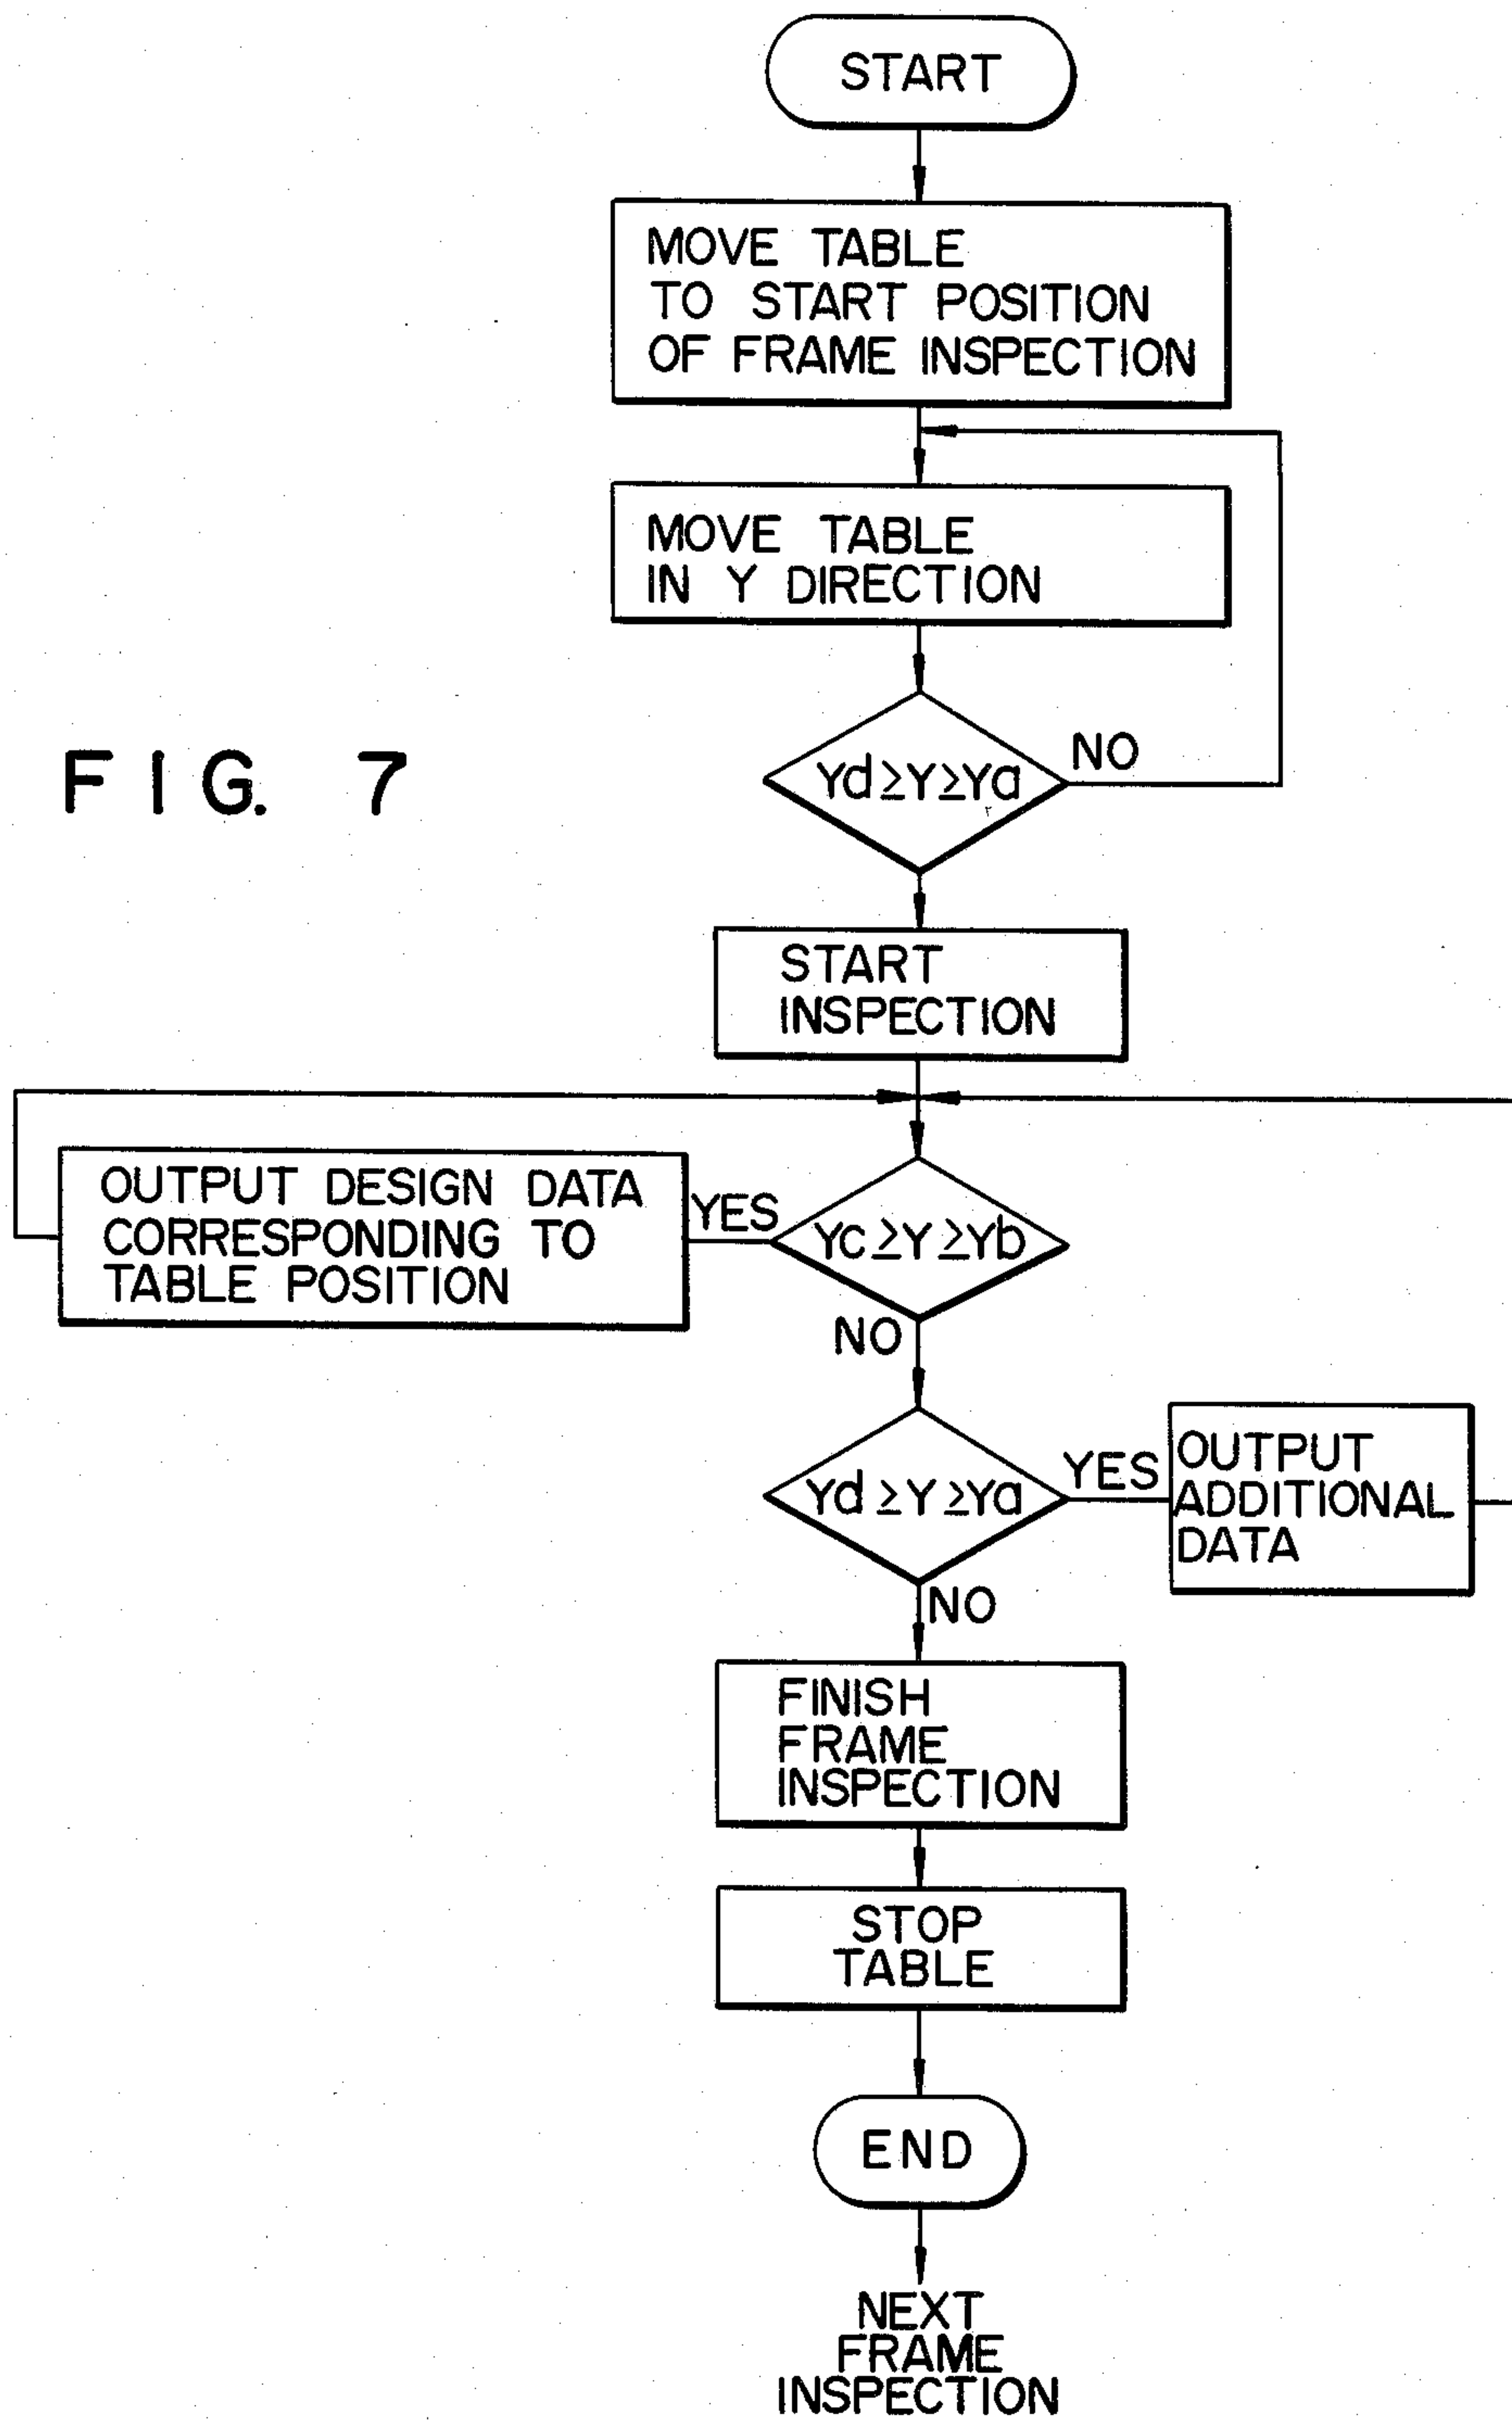 START
MOVE TABLE
TO START POSITION
OF FRAME INSPECTION
MOVE TABLE
IN Y DIRECTION
FIG. 7
Yd≥Y≥Ya
NO
START
INSPECTION
OUTPUT DESIGN DATA
CORRESPONDING TO
TABLE POSITION
YES
Yc≥Y≥Yb
NO
Yd≥Y≥Ya
YES
OUTPUT
ADDITIONAL
DATA
NO
FINISH
FRAME
INSPECTION
STOP
TABLE
END
NEXT
FRAME
INSPECTION